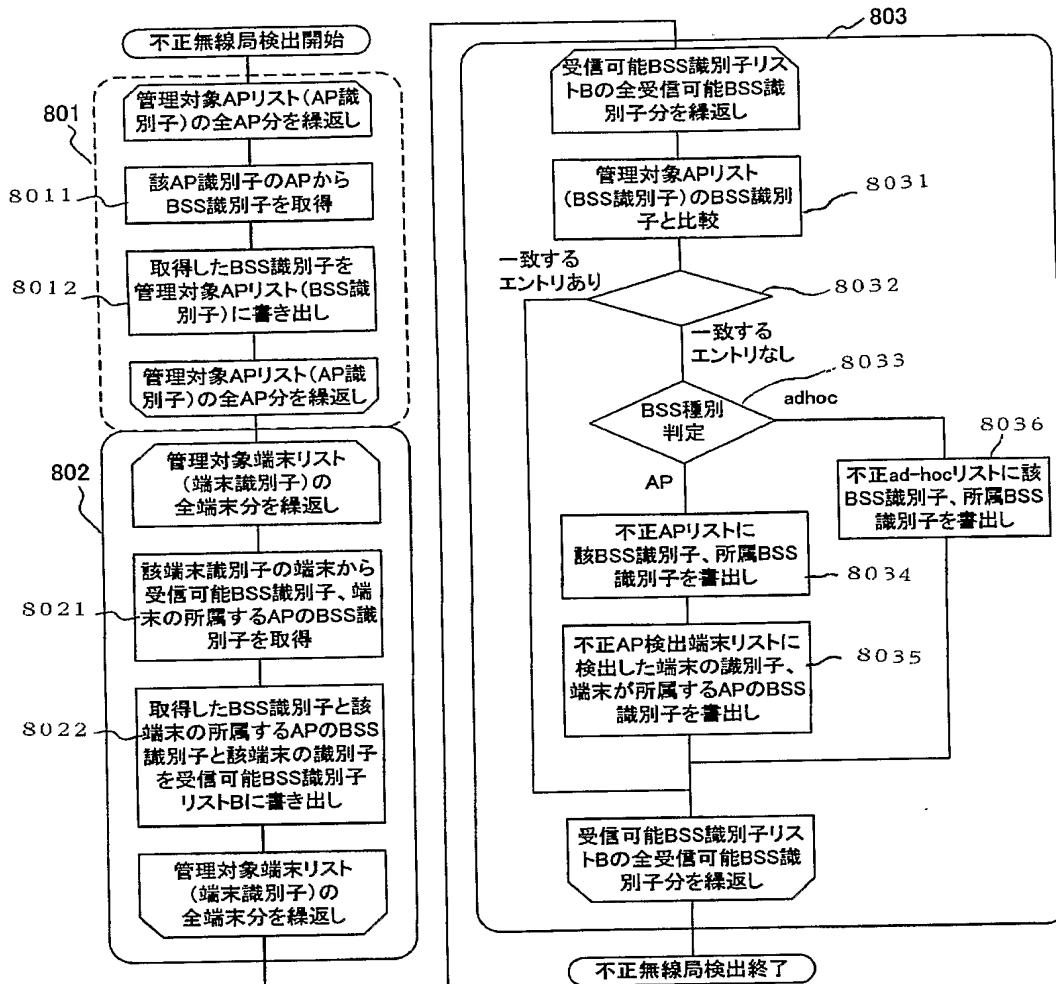 不正無線局検出開始
801
管理対象APリスト(AP識
別子)の全AP分を繰返し
8011
該AP識別子のAPから
BSS識別子を取得
8012
取得したBSS識別子を
管理対象APリスト(BSS識
別子)に書き出し
管理対象APリスト(AP識
別子)の全AP分を繰返し
802
管理対象端末リスト
(端末識別子)の
全端末分を繰返し
8021
該端末識別子の端末から
受信可能BSS識別子、端
末の所属するAPのBSS識
別子を取得
8022
取得したBSS識別子と該
端末の所属するAPのBSS
識別子と該端末の識別子
を受信可能BSS識別子
リストBに書き出し
管理対象端末リスト
(端末識別子)の
全端末分を繰返し
803
受信可能BSS識別子リス
トBの全受信可能BSS識
別子分を繰返し
管理対象APリスト
(BSS識別子)のBSS識別
子と比較
8031
一致する
エントリあり
8032
一致する
エントリなし
8033
BSS種別
判定
adhoc
AP
8036
不正ad-hocリストに該
BSS識別子、所属BSS
識別子を書出し
不正APリストに
該BSS識別子、所属BSS
識別子を書出し
8034
不正AP検出端末リストに
検出した端末の識別子、
端末が所属するAPのBSS
識別子を書出し
8035
受信可能BSS識別子リス
トBの全受信可能BSS識
別子分を繰返し
不正無線局検出終了